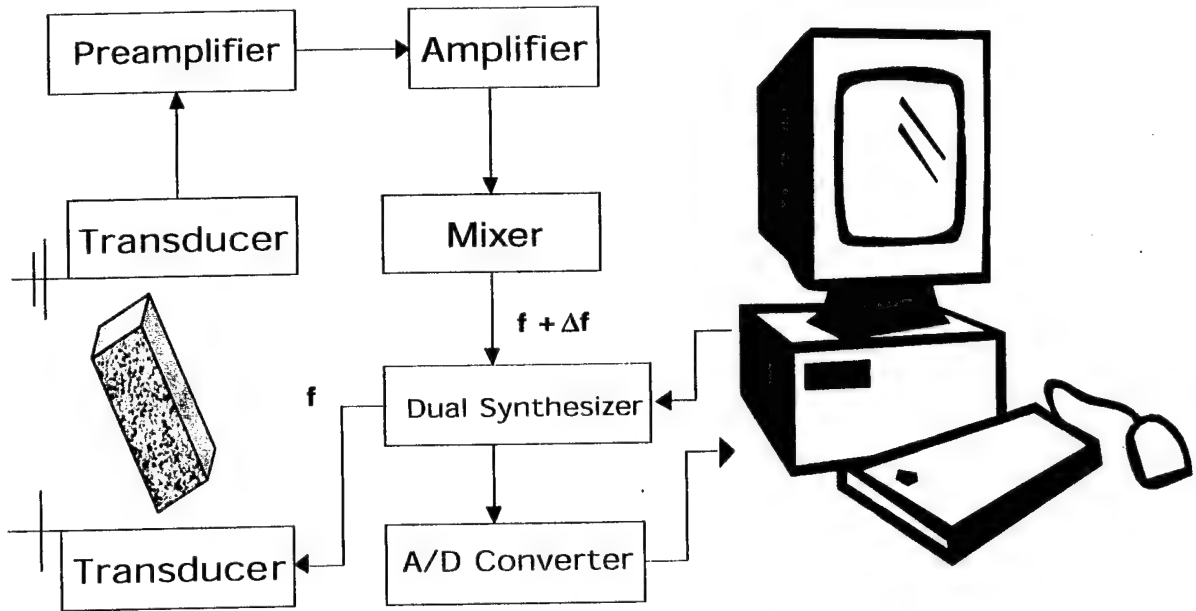 Preamplifier
Amplifier
Transducer
Mixer
f + Δf
f
Dual Synthesizer
Transducer
A/D Converter